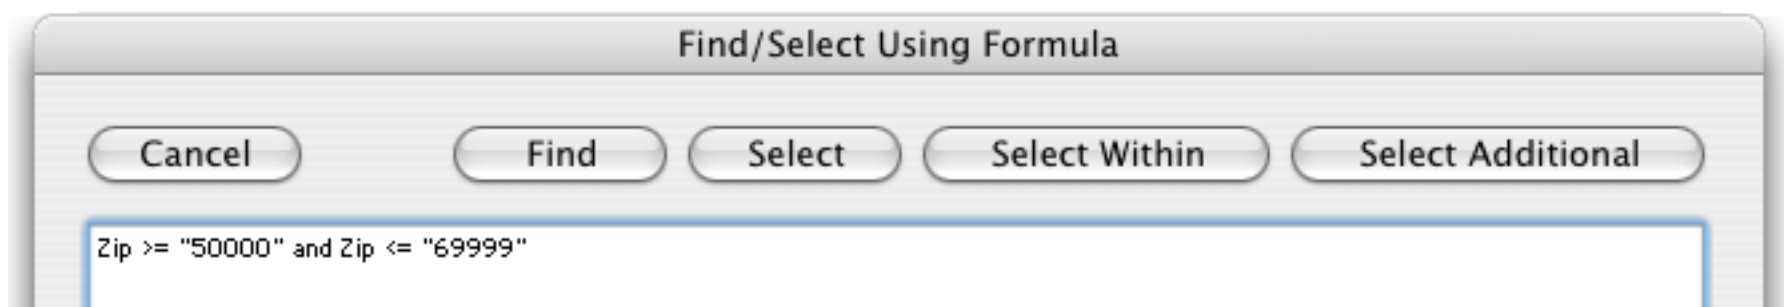 Find/Select Using Formula
Cancel Find Select Select Within Select Additional
Zip >= "50000" and Zip <= "69999"